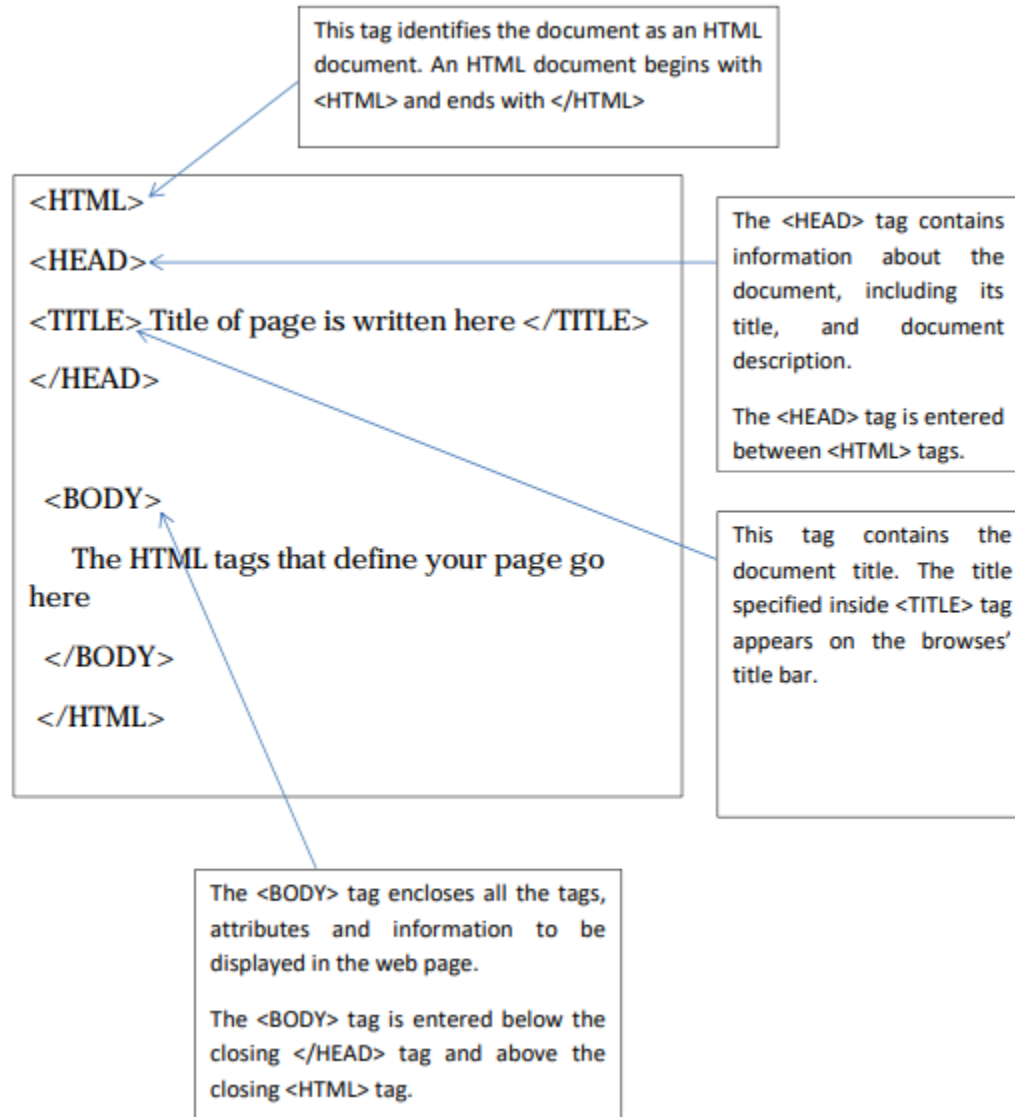 This tag identifies the document as an HTML
document. An HTML document begins with
<HTML> and ends with </HTML>
<HTML>
<HEAD>
<TITLE> Title of page is written here </TITLE>
</HEAD>
<BODY>
The HTML tags that define your page go
here
</BODY>
</HTML>
The <HEAD> tag contains
information about the
document, including its
title, and document
description.
The <HEAD> tag is entered
between <HTML> tags.
This tag contains the
document title. The title
specified inside <TITLE> tag
appears on the browses’
title bar.
The <BODY> tag encloses all the tags,
attributes and information to be
displayed in the web page.
The <BODY> tag is entered below the
closing </HEAD> tag and above the
closing <HTML> tag.